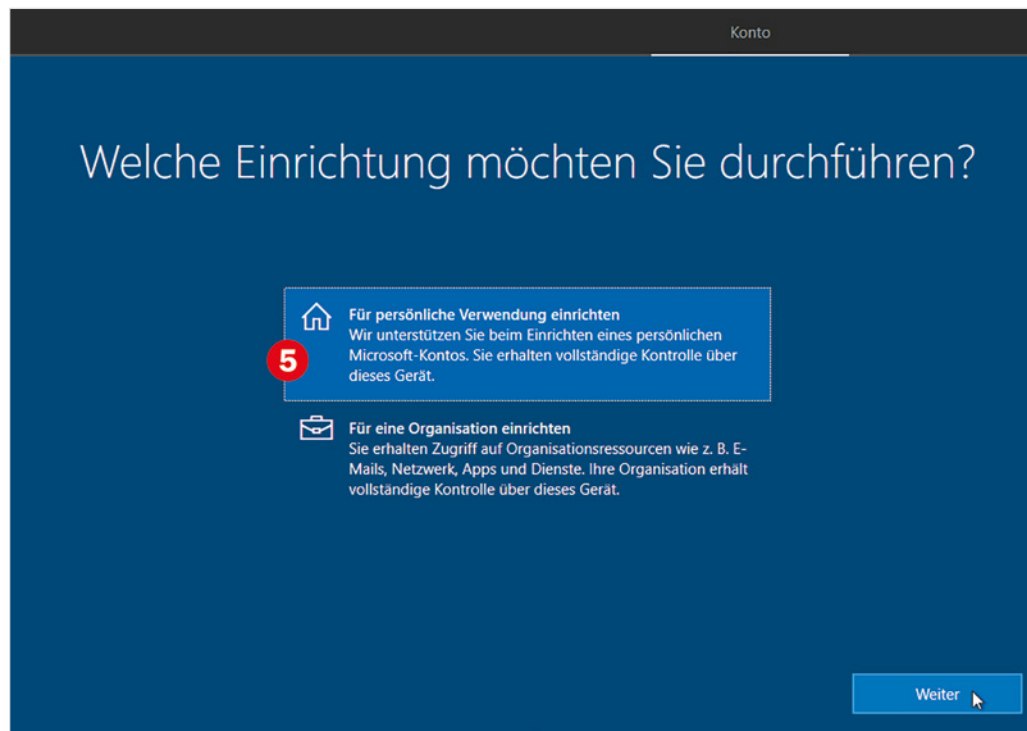 Konto
Welche Einrichtung möchten Sie durchführen?
Für persönliche Verwendung einrichten
Wir unterstützen Sie beim Einrichten eines persönlichen
Microsoft-Kontos. Sie erhalten vollständige Kontrolle über
dieses Gerät.
5
Für eine Organisation einrichten
Sie erhalten Zugriff auf Organisationsressourcen wie z. B. E-
Mails, Netzwerk, Apps und Dienste. Ihre Organisation erhält
vollständige Kontrolle über dieses Gerät.
Weiter